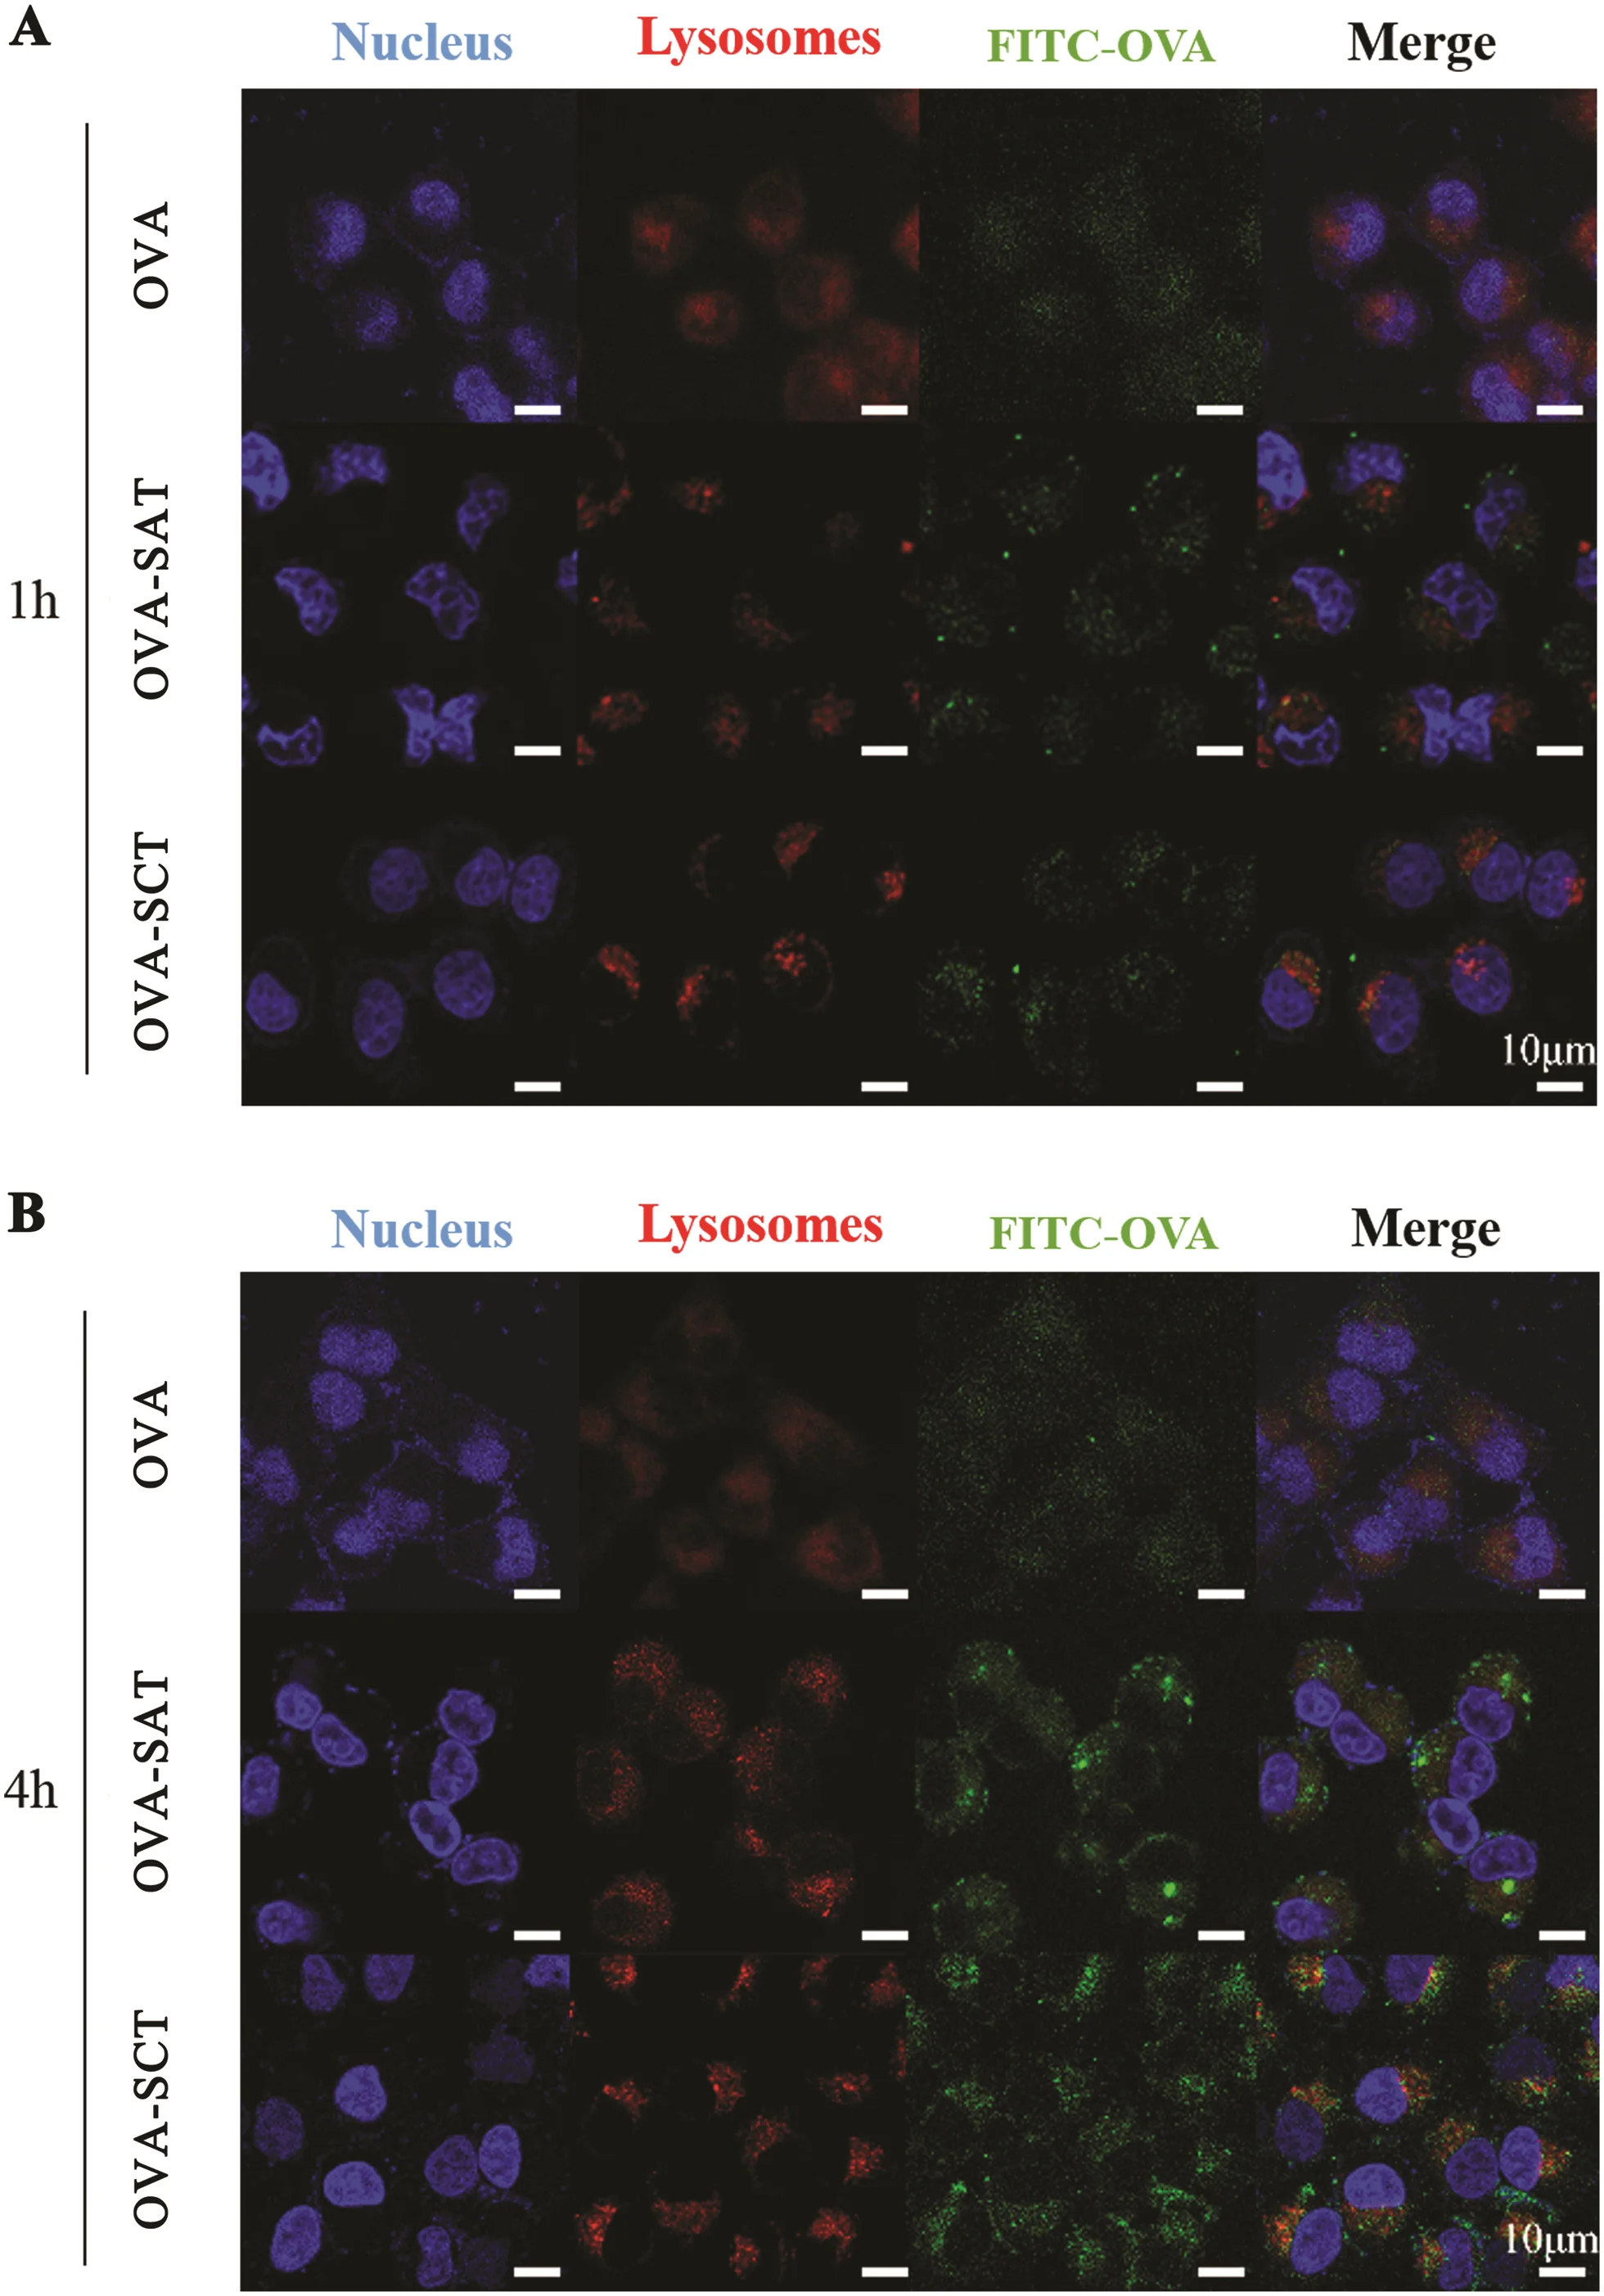 A
Nucleus Lysosomes FITC-OVA Merge
1h
OVA
OVA-SAT
OVA-SCT
10μm
B
Nucleus Lysosomes FITC-OVA Merge
4h
OVA
OVA-SAT
OVA-SCT
10μm